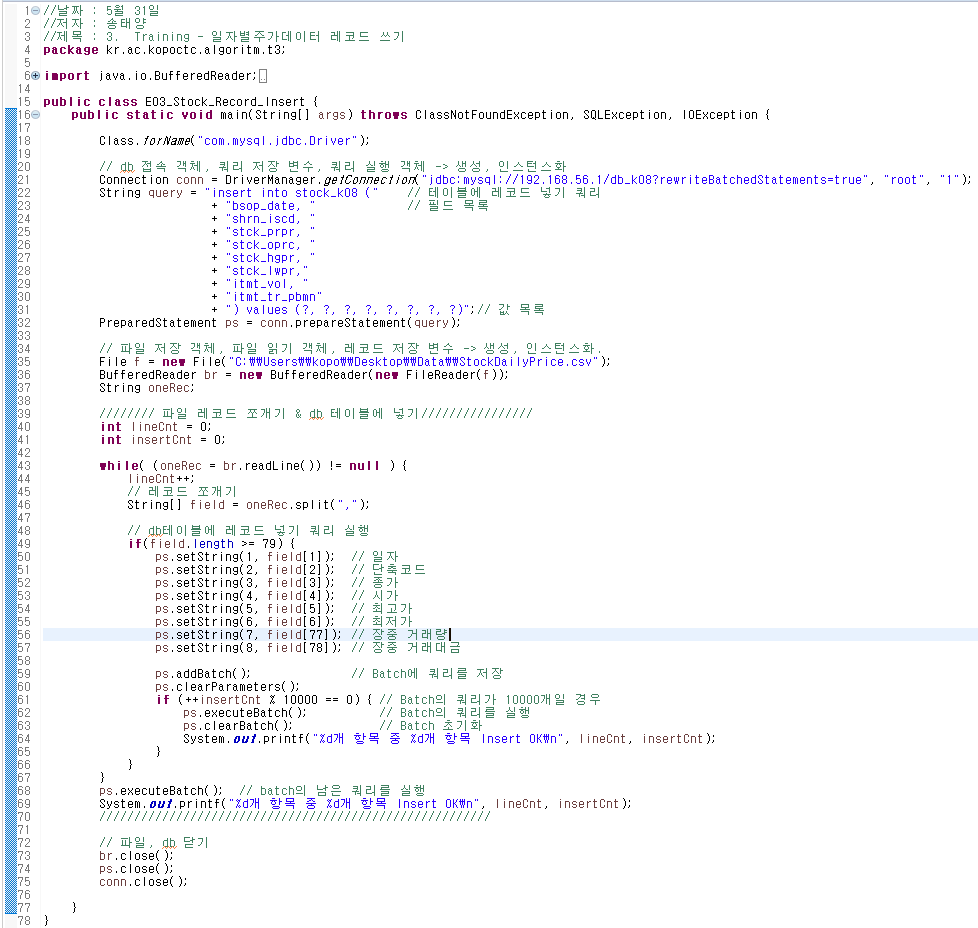 1 //날짜 : 5월 31일
2 //저자 : 송태양
3 //제목 : 3.  Training - 일자별주가데이터 레코드 쓰기
4 package kr.ac.kopoctc.algoritm.t3;
5
6 import java.io.BufferedReader;
14
15 public class E03_Stock_Record_Insert {
16     public static void main(String[] args) throws ClassNotFoundException, SQLException, IOException {
17
18         Class.forName("com.mysql.jdbc.Driver");
19
20         // db 접속 객체, 쿼리 저장 변수, 쿼리 실행 객체 -> 생성, 인스턴스화
21         Connection conn = DriverManager.getConnection("jdbc:mysql://192.168.56.1/db_k08?rewriteBatchedStatements=true", "root", "1");
22         String query = "insert into stock_k08 ("    // 테이블에 레코드 넣기 쿼리
23                         + "bsop_date, "             // 필드 목록
24                         + "shrn_iscd, "
25                         + "stck_prpr, "
26                         + "stck_oprc, "
27                         + "stck_hgpr, "
28                         + "stck_lwpr,"
29                         + "itmt_vol, "
30                         + "itmt_tr_pbmn"
31                         + ") values (?, ?, ?, ?, ?, ?, ?, ?)";// 값 목록
32         PreparedStatement ps = conn.prepareStatement(query);
33
34         // 파일 저장 객체, 파일 읽기 객체, 레코드 저장 변수 -> 생성, 인스턴스화.
35         File f = new File("C:₩₩Users₩₩kopo₩₩Desktop₩₩Data₩₩StockDailyPrice.csv");
36         BufferedReader br = new BufferedReader(new FileReader(f));
37         String oneRec;
38
39         //////// 파일 레코드 쪼개기 & db 테이블에 넣기////////////////
40         int lineCnt = 0;
41         int insertCnt = 0;
42
43         while( (oneRec = br.readLine()) != null ) {
44             lineCnt++;
45             // 레코드 쪼개기
46             String[] field = oneRec.split(",");
47
48             // db테이블에 레코드 넣기 쿼리 실행
49             if(field.length >= 79) {
50                 ps.setString(1, field[1]);  // 일자
51                 ps.setString(2, field[2]);  // 단축코드
52                 ps.setString(3, field[3]);  // 종가
53                 ps.setString(4, field[4]);  // 시가
54                 ps.setString(5, field[5]);  // 최고가
55                 ps.setString(6, field[6]);  // 최저가
56                 ps.setString(7, field[77]); // 장중 거래량
57                 ps.setString(8, field[78]); // 장중 거래대금
58
59                 ps.addBatch();              // Batch에 쿼리를 저장
60                 ps.clearParameters();
61                 if (++insertCnt % 10000 == 0) { // Batch의 쿼리가 10000개일 경우
62                     ps.executeBatch();          // Batch의 쿼리를 실행
63                     ps.clearBatch();            // Batch 초기화
64                     System.out.printf("%d개 항목 중 %d개 항목 Insert OK₩n", lineCnt, insertCnt);
65                 }
66             }
67         }
68         ps.executeBatch();  // batch의 남은 쿼리를 실행
69         System.out.printf("%d개 항목 중 %d개 항목 Insert OK₩n", lineCnt, insertCnt);
70         ////////////////////////////////////////////////////////
71
72         // 파일, db 닫기
73         br.close();
74         ps.close();
75         conn.close();
76
77     }
78 }